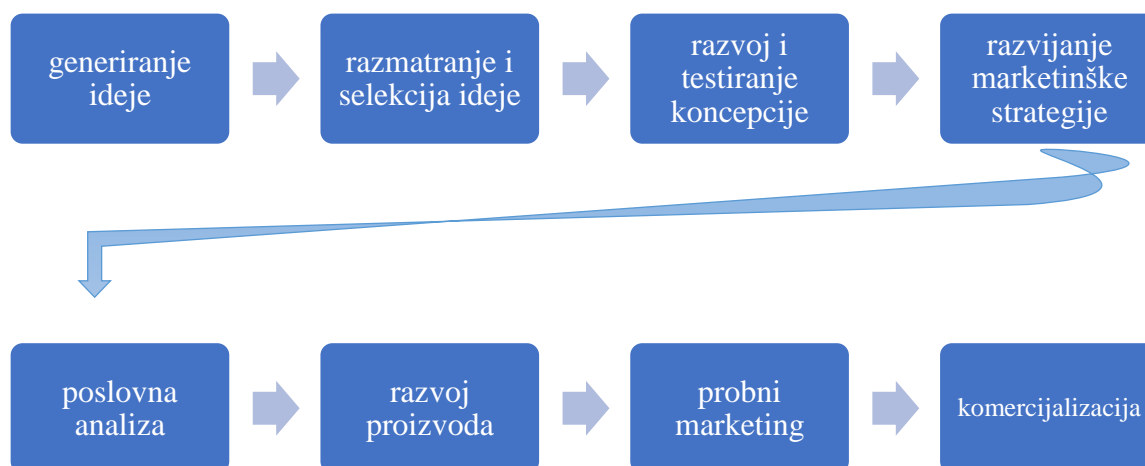 generiranje
ideje
razmatranje i
selekcija ideje
razvoj i
testiranje
koncepcije
razvijanje
marketinške
strategije
poslovna
analiza
razvoj
proizvoda
probni
marketing
komercijalizacija